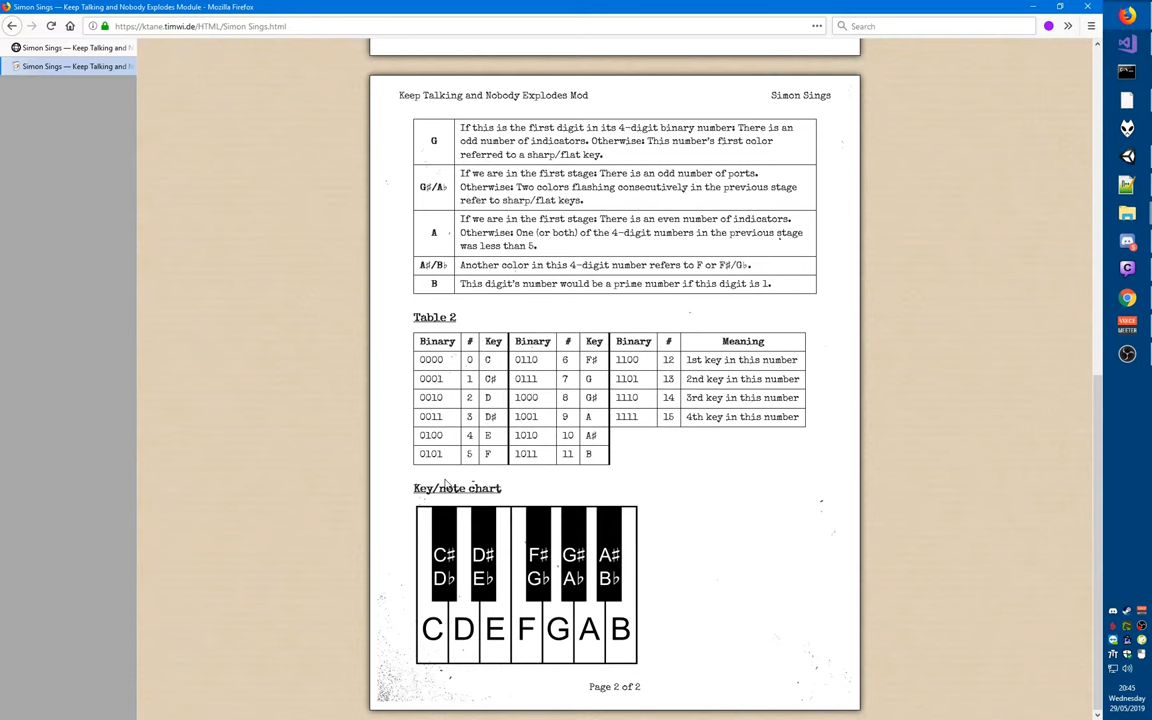 Simon Sings — Keep Talking and Nobody Explodes Module - Mozilla Firefox
https://ktane.timwi.de/HTML/Simon Sings.html
Search
Simon Sings — Keep Talking and N
Simon Sings — Keep Talking and N
Keep Talking and Nobody Explodes Mod
Simon Sings
G
If this is the first digit in its 4-digit binary number: There is an
odd number of indicators. Otherwise: This number's first color
referred to a sharp/flat key.
G♯/A♭
If we are in the first stage: There is an odd number of ports.
Otherwise: Two colors flashing consecutively in the previous stage
refer to sharp/flat keys.
A
If we are in the first stage: There is an even number of indicators.
Otherwise: One (or both) of the 4-digit numbers in the previous stage
was less than 5.
A♯/B♭
Another color in this 4-digit number refers to F or F♯/G♭.
B
This digit's number would be a prime number if this digit is 1.
Table 2
Binary # Key Binary # Key Binary # Meaning
0000 0 C 0110 6 F♯ 1100 12 1st key in this number
0001 1 C♯ 0111 7 G 1101 13 2nd key in this number
0010 2 D 1000 8 G♯ 1110 14 3rd key in this number
0011 3 D♯ 1001 9 A 1111 15 4th key in this number
0100 4 E 1010 10 A♯
0101 5 F 1011 11 B
Key/note chart
C♯ D♯ F♯ G♯ A♯
D♭ E♭ G♭ A♭ B♭
C D E F G A B
Page 2 of 2
VOICE
MEETER
20:45
Wednesday
29/05/2019